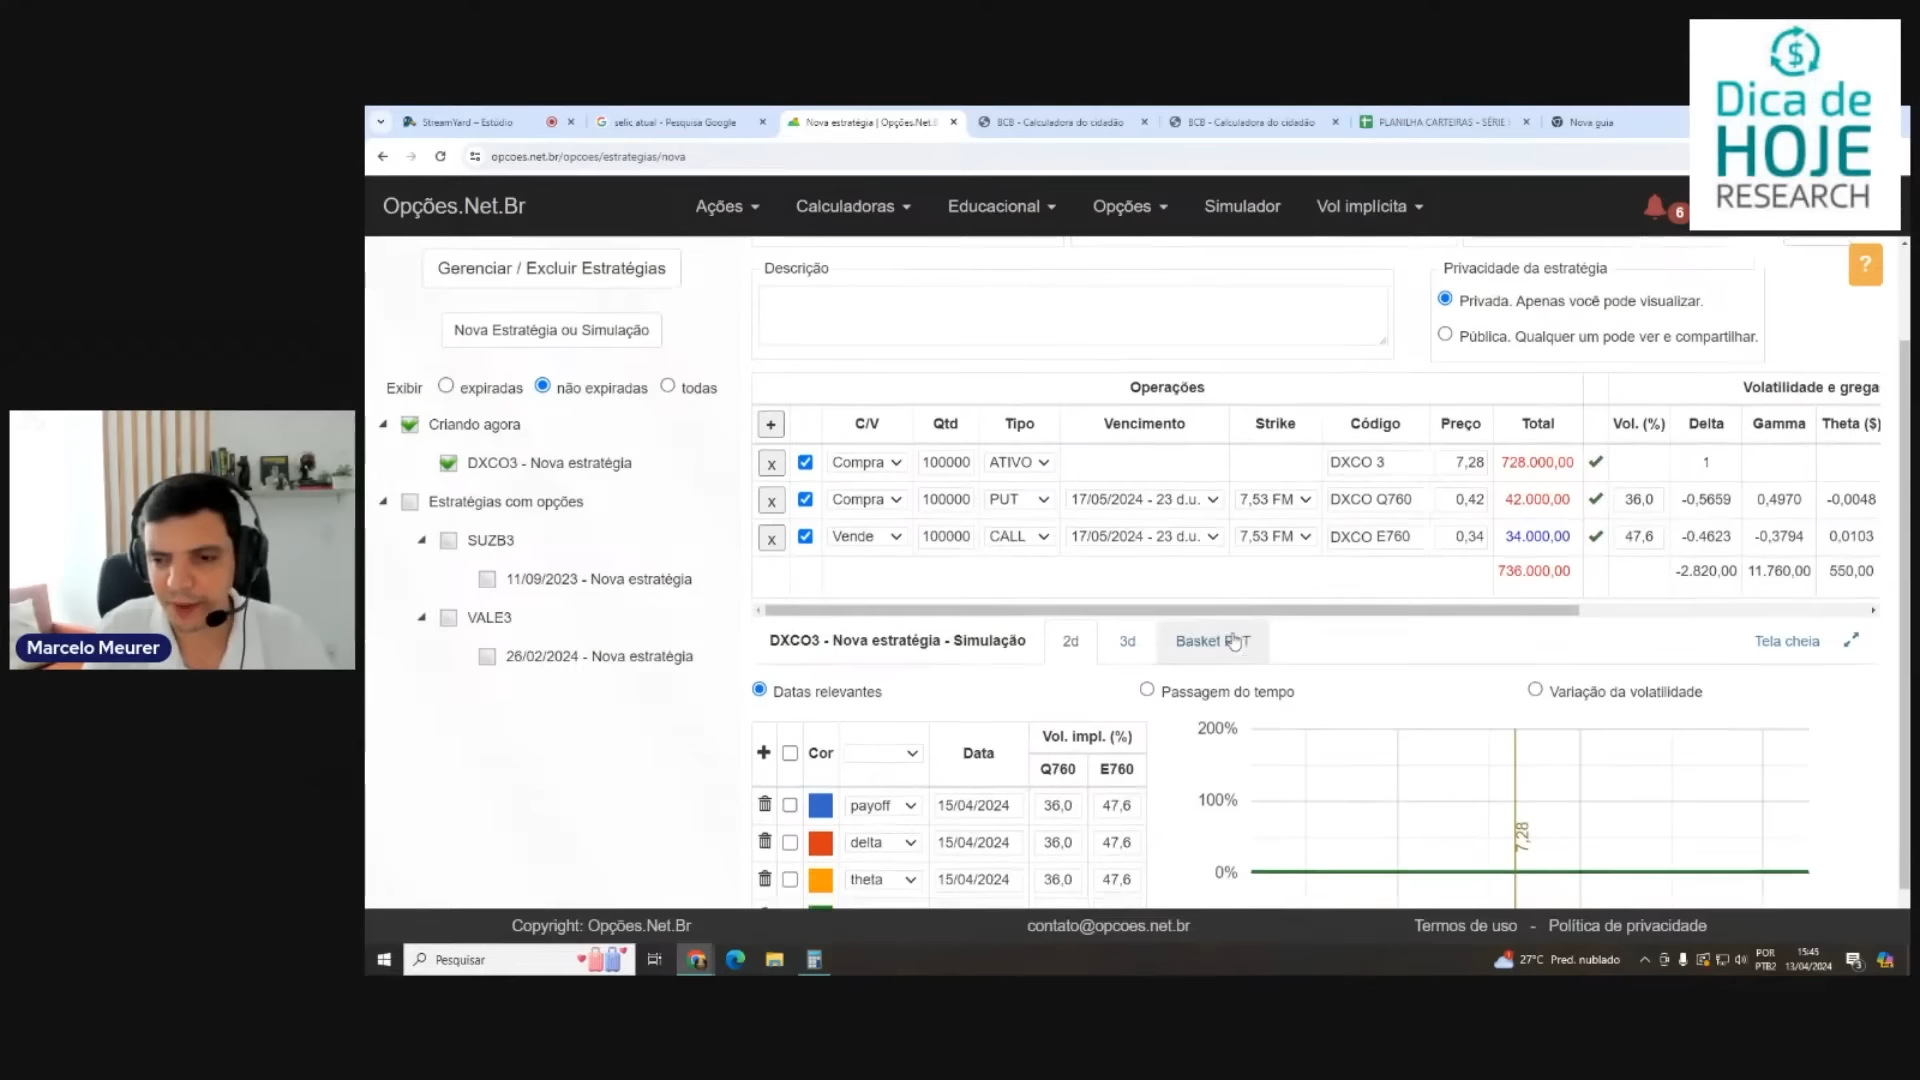 Dica de
HOJE
RESEARCH
StreamYard – Estúdio
selic atual - Pesquisa Google
Nova estratégia | Opções.Net.B
BCB - Calculadora do cidadão
BCB - Calculadora do cidadão
PLANILHA CARTEIRAS - SÉRIE
Nova guia
opcoes.net.br/opcoes/estrategias/nova
Opções.Net.Br
Ações
Calculadoras
Educacional
Opções
Simulador
Vol implícita
6
Gerenciar / Excluir Estratégias
Nova Estratégia ou Simulação
Exibir expiradas não expiradas todas
Criando agora
DXCO3 - Nova estratégia
Estratégias com opções
SUZB3
11/09/2023 - Nova estratégia
VALE3
26/02/2024 - Nova estratégia
Descrição
Privacidade da estratégia
Privada. Apenas você pode visualizar.
Pública. Qualquer um pode ver e compartilhar.
?
Operações Volatilidade e grega
+ C/V Qtd Tipo Vencimento Strike Código Preço Total Vol. (%) Delta Gamma Theta ($)
x Compra 100000 ATIVO DXCO 3 7,28 728.000,00 1
x Compra 100000 PUT 17/05/2024 - 23 d.u. 7,53 FM DXCO Q760 0,42 42.000,00 36,0 -0,5659 0,4970 -0,0048
x Vende 100000 CALL 17/05/2024 - 23 d.u. 7,53 FM DXCO E760 0,34 34.000,00 47,6 -0.4623 -0,3794 0,0103
736.000,00 -2.820,00 11.760,00 550,00
DXCO3 - Nova estratégia - Simulação 2d 3d Basket Tela cheia
Datas relevantes Passagem do tempo Variação da volatilidade
+ Cor Data Vol. impl. (%)
Q760 E760
payoff 15/04/2024 36,0 47,6
delta 15/04/2024 36,0 47,6
theta 15/04/2024 36,0 47,6
200%
100%
0%
7,28
Marcelo Meurer
Copyright: Opções.Net.Br contato@opcoes.net.br Termos de uso - Política de privacidade
Pesquisar
27°C Pred. nublado
POR
PTB2
15:45
13/04/2024
3